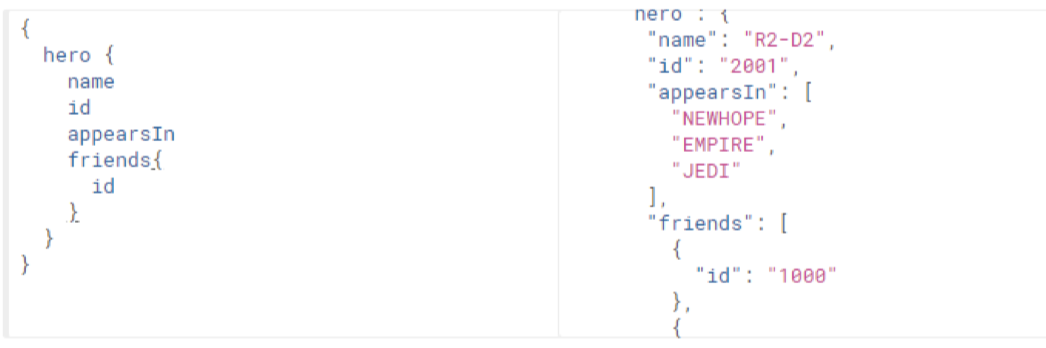 {
  hero {
    name
    id
    appearsIn
    friends{
      id
    }
  }
}
hero : {
  "name": "R2-D2",
  "id": "2001",
  "appearsIn": [
    "NEWHOPE",
    "EMPIRE",
    "JEDI"
  ],
  "friends": [
    {
      "id": "1000"
    },
    {